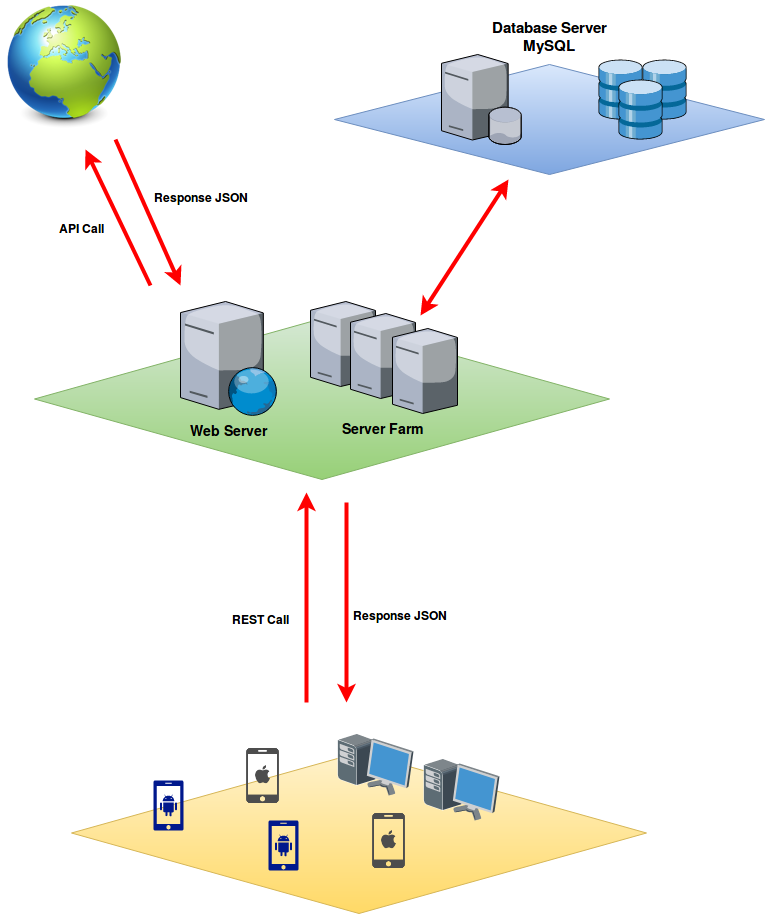 Database Server
MySQL
Response JSON
API Call
Web Server
Server Farm
REST Call
Response JSON